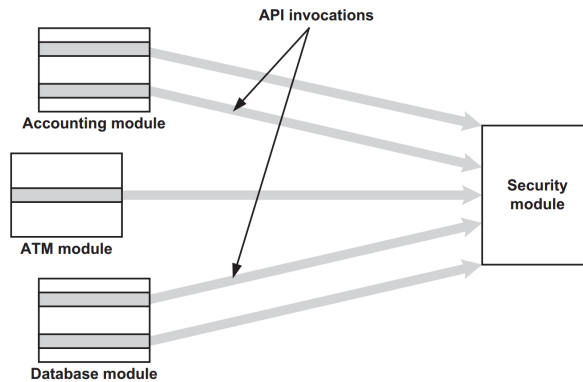 API invocations
Accounting module
Security
module
ATM module
Database module